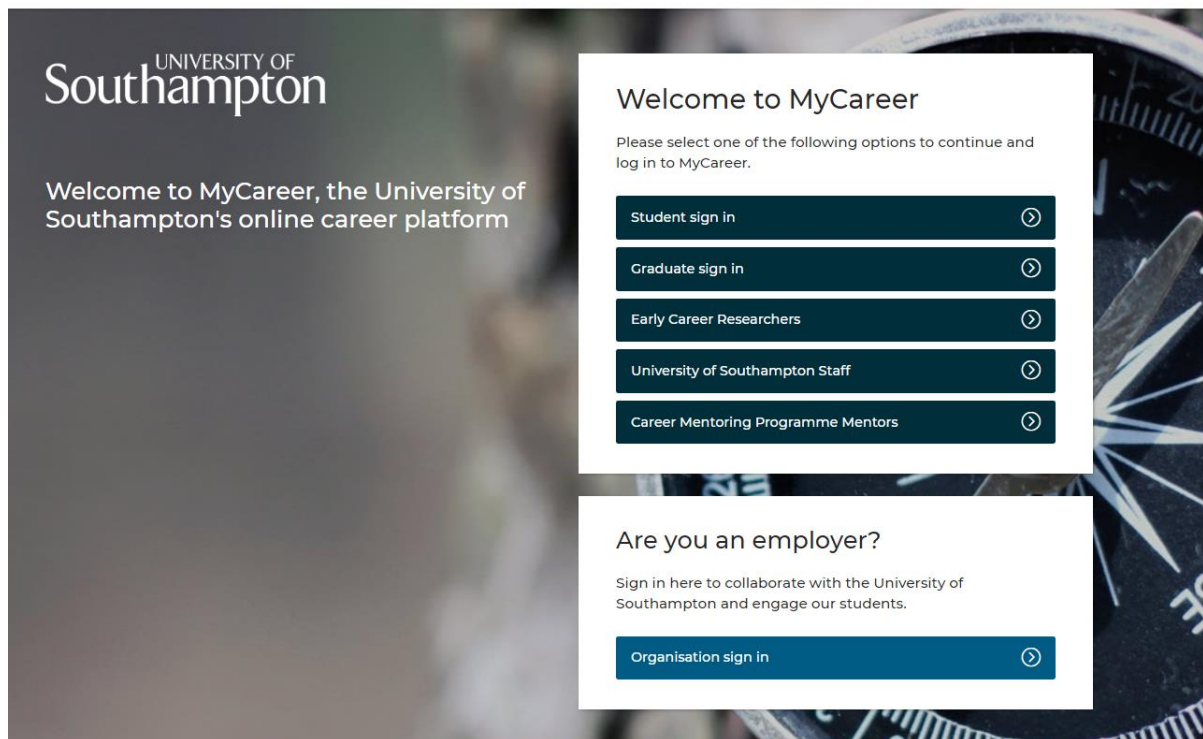 UNIVERSITY OF
Southampton
Welcome to MyCareer, the University of
Southampton's online career platform
Welcome to MyCareer
Please select one of the following options to continue and
log in to MyCareer.
Student sign in
Graduate sign in
Early Career Researchers
University of Southampton Staff
Career Mentoring Programme Mentors
Are you an employer?
Sign in here to collaborate with the University of
Southampton and engage our students.
Organisation sign in